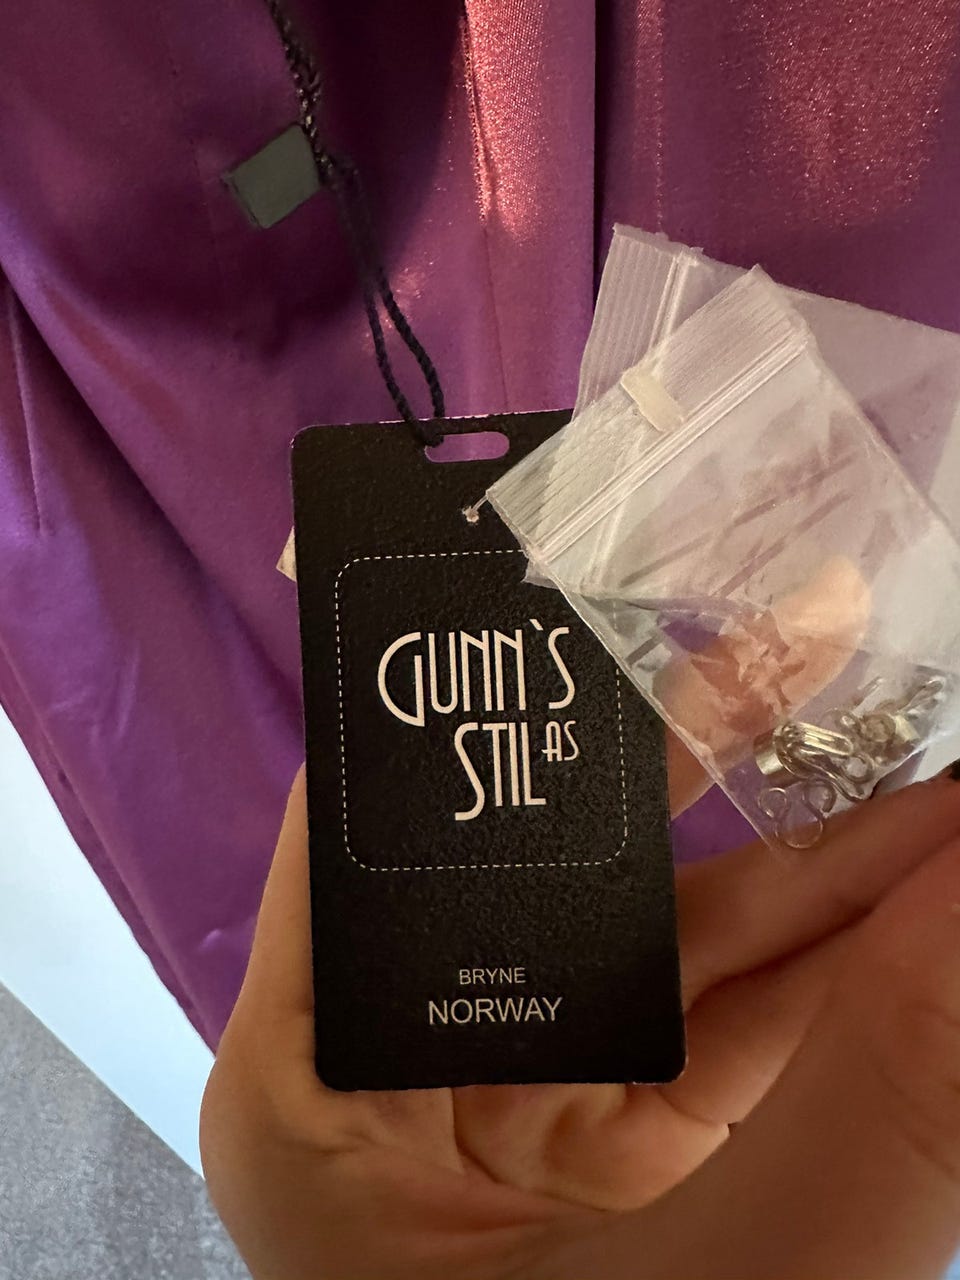 GUNN`S
STIL AS
BRYNE
NORWAY